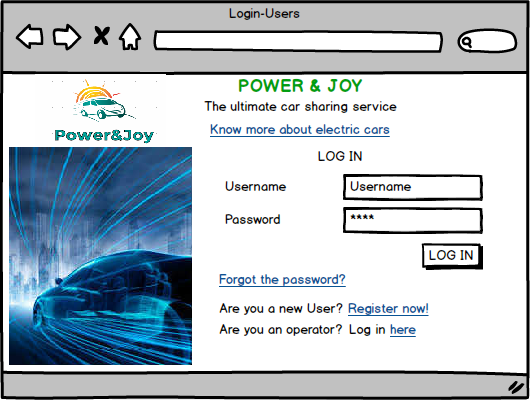 Login-Users
Power&Joy
POWER & JOY
The ultimate car sharing service
Know more about electric cars
LOG IN
Username Username
Password ****
LOG IN
Forgot the password?
Are you a new User? Register now!
Are you an operator? Log in here